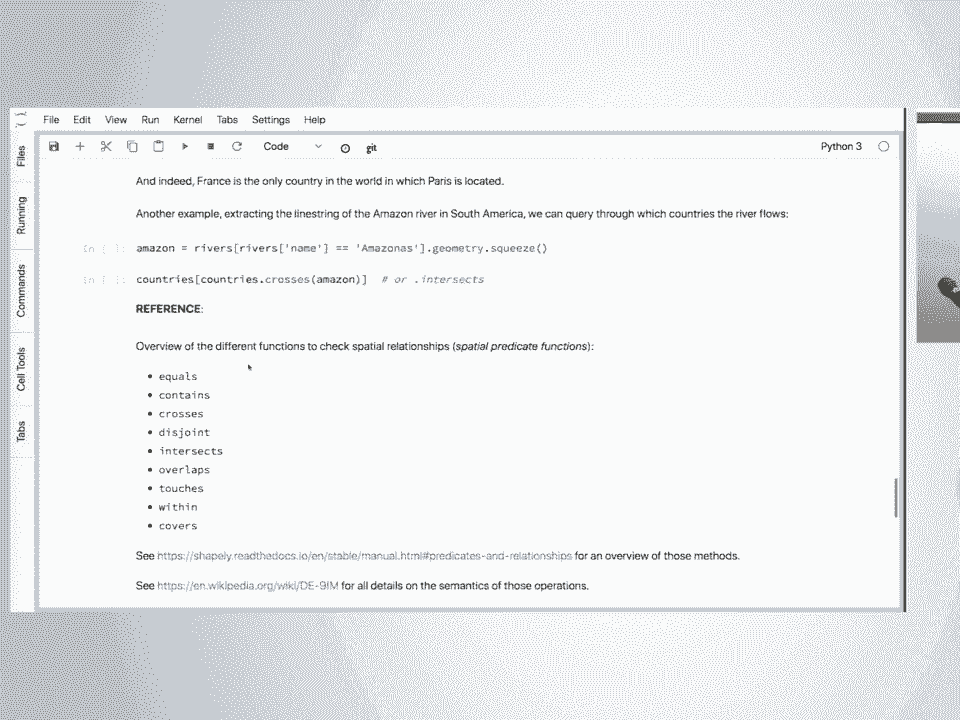 File Edit View Run Kernel Tabs Settings Help
Files
Running
Commands
Cell Tools
Tabs
Code
git
Python 3
And indeed, France is the only country in the world in which Paris is located.
Another example, extracting the linestring of the Amazon river in South America, we can query through which countries the river flows:
In [ ]: amazon = rivers[rivers['name'] == 'Amazonas'].geometry.squeeze()
In [ ]: countries[countries.crosses(amazon)]  # or .intersects
REFERENCE:
Overview of the different functions to check spatial relationships (spatial predicate functions):
• equals
• contains
• crosses
• disjoint
• intersects
• overlaps
• touches
• within
• covers
See https://shapely.readthedocs.io/en/stable/manual.html#predicates-and-relationships for an overview of those methods.
See https://en.wikipedia.org/wiki/DE-9IM for all details on the semantics of those operations.